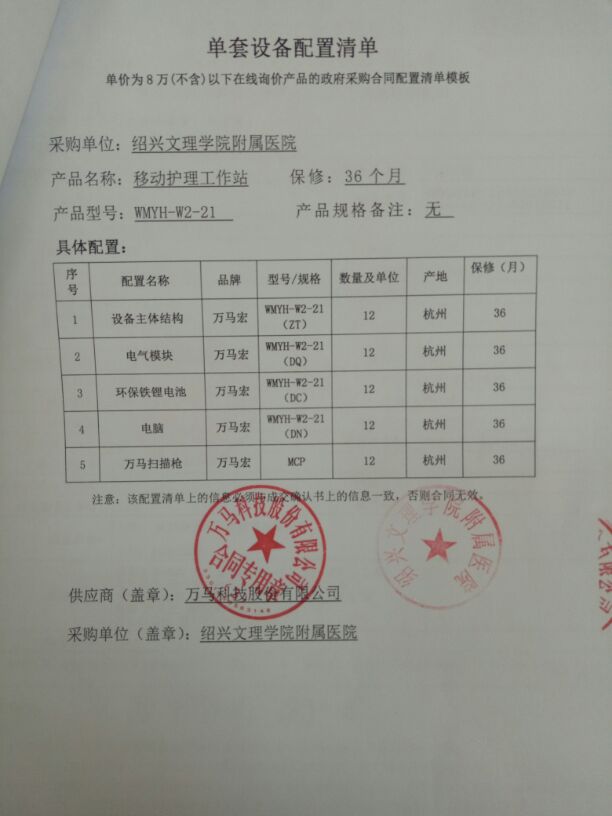 单套设备配置清单
单价为8万(不含)以下在线询价产品的政府采购合同配置清单模板
采购单位：绍兴文理学院附属医院
产品名称：移动护理工作站 保修：36个月
产品型号：WMYH-W2-21 产品规格备注：无
具体配置：
序号 配置名称 品牌 型号/规格 数量及单位 产地 保修（月）
1 设备主体结构 万马宏 WMYH-W2-21（ZT） 12 杭州 36
2 电气模块 万马宏 WMYH-W2-21（DQ） 12 杭州 36
3 环保铁锂电池 万马宏 WMYH-W2-21（DC） 12 杭州 36
4 电脑 万马宏 WMYH-W2-21（DN） 12 杭州 36
5 万马扫描枪 万马宏 MCP 12 杭州 36
注意：该配置清单上的信息必须与成交确认书上的信息一致，否则合同无效。
万马科技股份有限公司
合同专用章
绍兴文理学院附属医院
供应商（盖章）：万马科技股份有限公司
采购单位（盖章）：绍兴文理学院附属医院